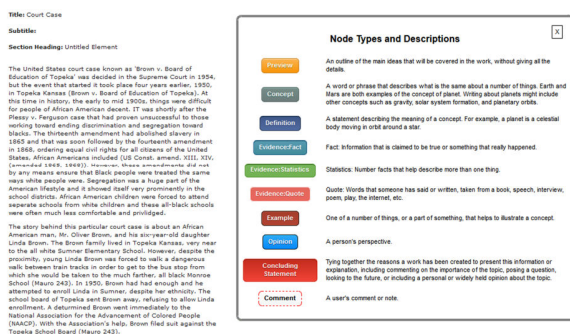 Title: Court Case
Subtitle:
Section Heading: Untitled Element
The United States court case known as 'Brown v. Board of
Education of Topeka' was decided in the Supreme Court in 1954,
but the event that started it took place four years earlier, 1950,
in Topeka Kansas (Brown v. Board of Education of Topeka). At
this time in history, the early to mid 1900s, things were difficult
for people of African American decent. IT was shortly after the
Plessy v. Ferguson case that had proven unsuccessful to those
working toward ending discrimination and segregation toward
blacks. The thirteenth amendment had abolished slavery in
1865 and that was soon followed by the fourteenth amendment
in 1868, ordering equal civil rights for all citizens of the United
States, African Americans included (US Const. amend. XIII, XIV,
(amended 1965, 1969)). However, these amendments did not
by any means ensure that Black people were treated the same
ways white people were. Segregation was a huge part of the
American lifestyle and it showed itself very prominently in the
school districts. African American children were forced to attend
seperate schools from white children and these all-black schools
were often much less comfortable and privlidged.
The story behind this particular court case is about an African
American man, Mr. Oliver Brown, and his six-year-old daughter
Linda Brown. The Brown family lived in Topeka Kansas, very near
to the all white Sumner Elementary School. However, despite the
proximity, young Linda Brown was forced to walk a dangerous
walk between train tracks in order to get to the bus stop from
which she would be taken to the much farther, all black Monroe
School (Mauro 243). In 1950, Brown had had enough and he
attempted to enroll Linda in Sumner, despite her ethnicity. The
school board of Topeka sent Brown away, refusing to allow Linda
enrollment. A determined Brown went immediately to the
National Association for the Advancement of Colored People
(NAACP). With the Association's help, Brown filed suit against the
Topeka School Board (Mauro 243).
X
Node Types and Descriptions
Preview
An outline of the main ideas that will be covered in the work, without giving all the
details.
Concept
A word or phrase that describes what is the same about a number of things. Earth and
Mars are both examples of the concept of planet. Writing about planets might include
other concepts such as gravity, solar system formation, and planetary orbits.
Definition
A statement describing the meaning of a concept. For example, a planet is a celestial
body moving in orbit around a star.
Evidence:Fact
Fact: Information that is claimed to be true or something that really happened.
Evidence:Statistics
Statistics: Number facts that help describe more than one thing.
Evidence:Quote
Quote: Words that someone has said or written, taken from a book, speech, interview,
poem, play, the internet, etc.
Example
One of a number of things, or a part of something, that helps to illustrate a concept.
Opinion
A person's perspective.
Concluding
Statement
Tying together the reasons a work has been created to present this information or
explanation, including commenting on the importance of the topic, posing a question,
looking to the future, or including a personal or widely held opinion about the topic.
Comment
A user's comment or note.